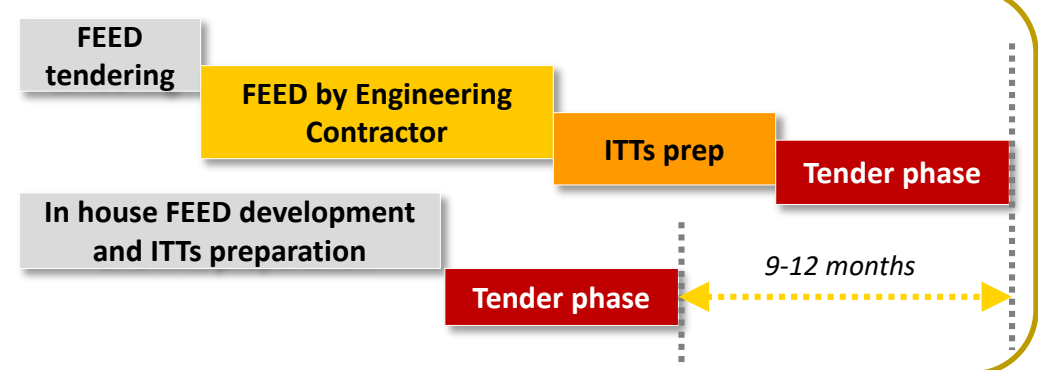 FEED
tendering
FEED by Engineering
Contractor
ITTs prep
Tender phase
In house FEED development
and ITTs preparation
Tender phase
9-12 months